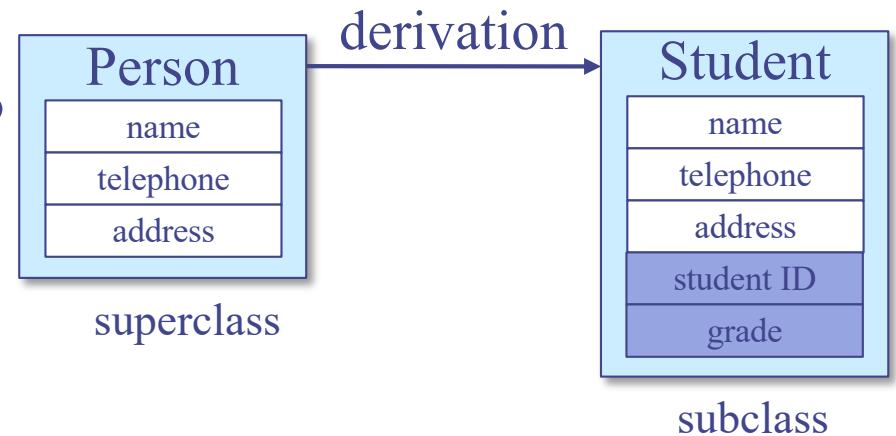 derivation
Person
name
telephone
address
superclass
Student
name
telephone
address
student ID
grade
subclass